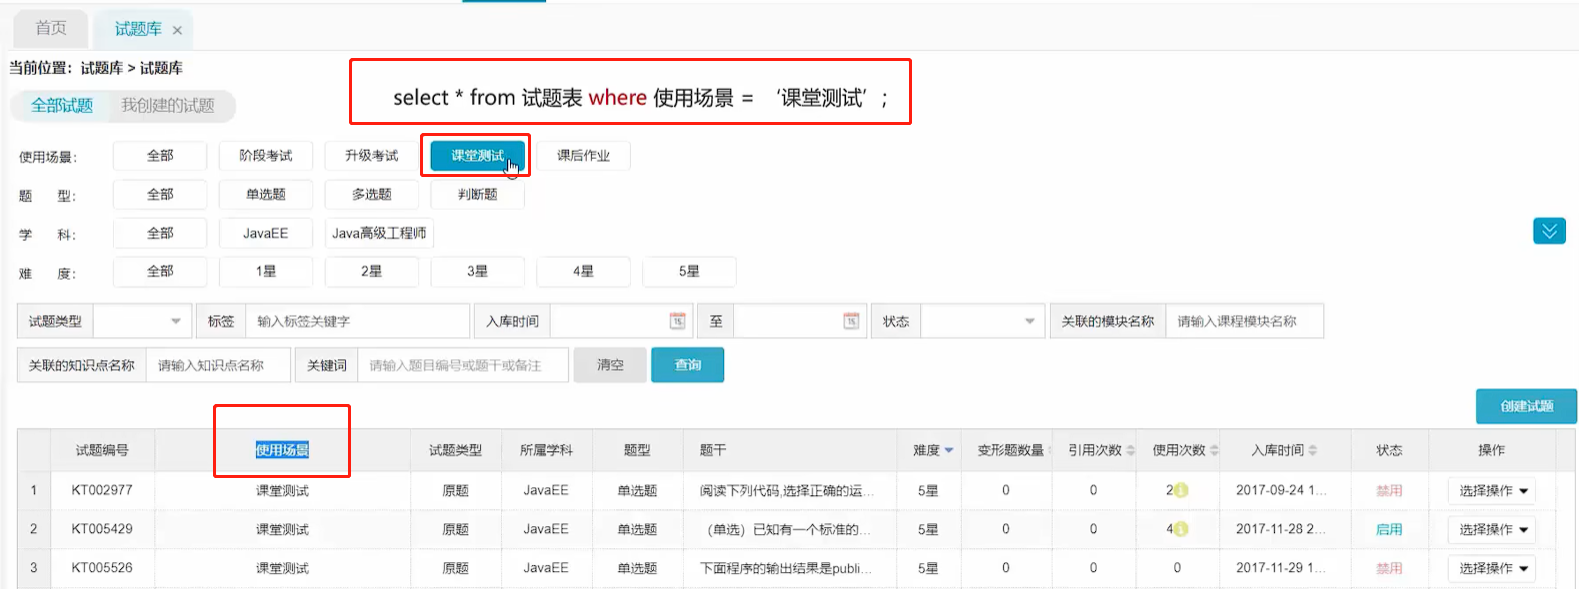 首页 试题库 ×
当前位置：试题库 > 试题库
全部试题 我创建的试题
select * from 试题表 where 使用场景 = ‘课堂测试’;
使用场景: 全部 阶段考试 升级考试 课堂测试 课后作业
题 型: 全部 单选题 多选题 判断题
学 科: 全部 JavaEE Java高级工程师
难 度: 全部 1星 2星 3星 4星 5星
试题类型 标签 输入标签关键字 入库时间 15 至 15 状态 关联的模块名称 请输入课程模块名称
关联的知识点名称 请输入知识点名称 关键词 请输入题目编号或题干或备注 清空 查询
创建试题
试题编号 使用场景 试题类型 所属学科 题型 题干 难度 变形题数量 引用次数 使用次数 入库时间 状态 操作
1 KT002977 课堂测试 原题 JavaEE 单选题 阅读下列代码,选择正确的运... 5星 0 0 2 2017-09-24 1... 禁用 选择操作
2 KT005429 课堂测试 原题 JavaEE 单选题 （单选）已知有一个标准的... 5星 0 0 4 2017-11-28 2... 启用 选择操作
3 KT005526 课堂测试 原题 JavaEE 单选题 下面程序的输出结果是publi... 5星 0 0 0 2017-11-29 1... 禁用 选择操作